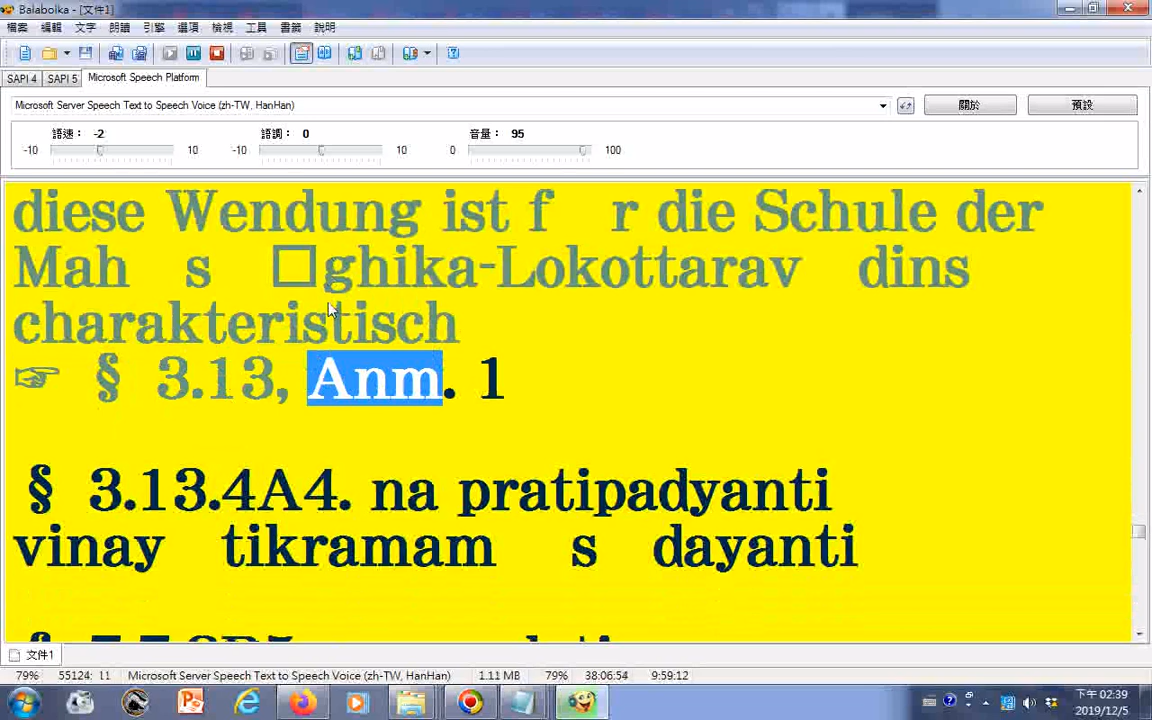 Balabolka - [文件1]
檔案 編輯 文字 朗讀 引擎 選項 檢視 工具 書籤 說明
SAPI 4 SAPI 5 Microsoft Speech Platform
Microsoft Server Speech Text to Speech Voice (zh-TW, HanHan) 關於 預設
語速： -2 語調： 0 音量： 95
-10 10 -10 10 0 100
diese Wendung ist f r die Schule der
Mah s □ghika-Lokottarav dins
charakteristisch
☞ § 3.13, Anm. 1
§ 3.13.4A4. na pratipadyanti
vinay tikramam s dayanti
文件1
79% 55124: 11 Microsoft Server Speech Text to Speech Voice (zh-TW, HanHan) 1.11 MB 79% 38:06:54 9:59:12
下午 02:39
2019/12/5